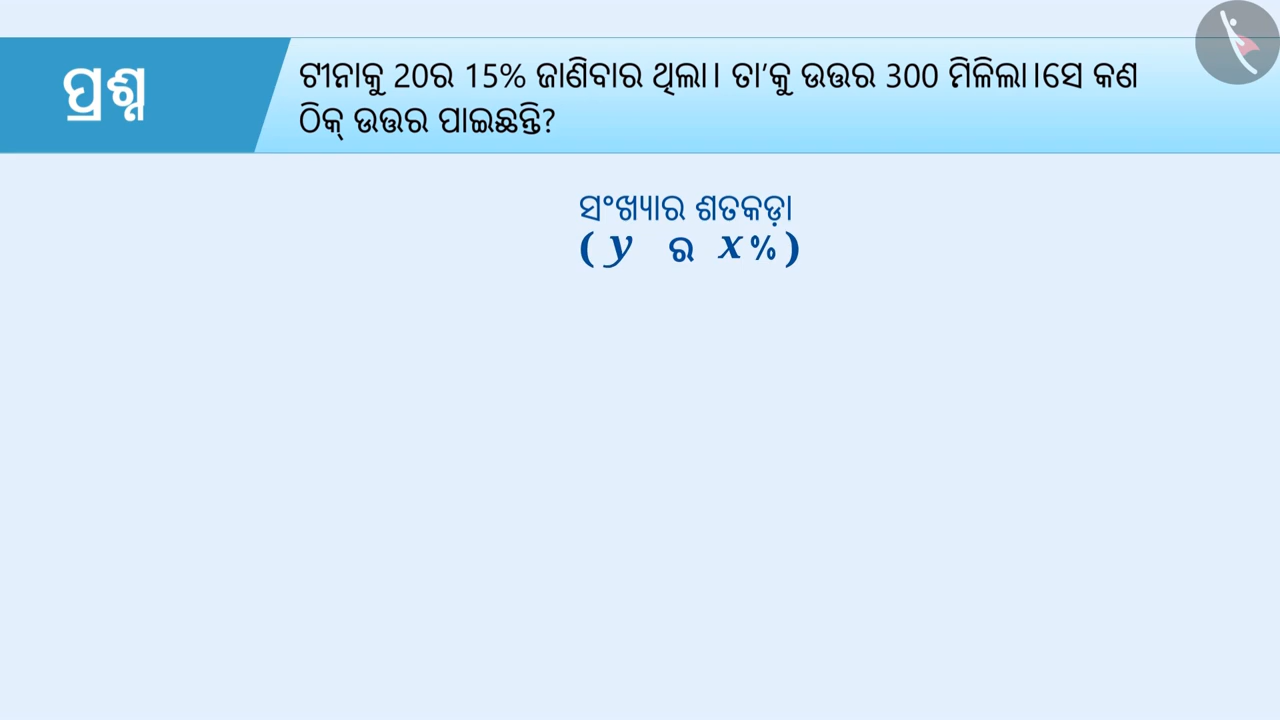 ପ୍ରଶ୍ନ
ଟୀନାକୁ 20ର 15% ଜାଣିବାର ଥିଲା। ତା’କୁ ଉତ୍ତର 300 ମିଳିଲା।ସେ କଣ
ଠିକ୍ ଉତ୍ତର ପାଇଛନ୍ତି?
ସଂଖ୍ୟାର ଶତକଡ଼ା
( y ର x% )